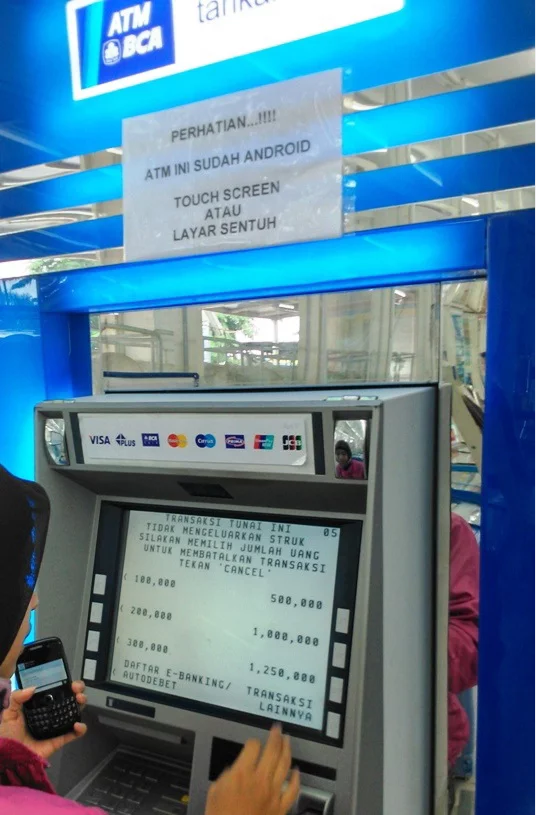 ATM
BCA
PERHATIAN...!!!!
ATM INI SUDAH ANDROID
TOUCH SCREEN
ATAU
LAYAR SENTUH
VISA PLUS BCA MasterCard Cirrus PRIMA JCB
TRANSAKSI TUNAI INI 05
TIDAK MENGELUARKAN STRUK
SILAKAN MEMILIH JUMLAH UANG
UNTUK MEMBATALKAN TRANSAKSI
TEKAN 'CANCEL'
< 100,000
500,000
< 200,000
1,000,000
< 300,000
1,250,000
DAFTAR E-BANKING/ TRANSAKSI
< AUTODEBET LAINNYA